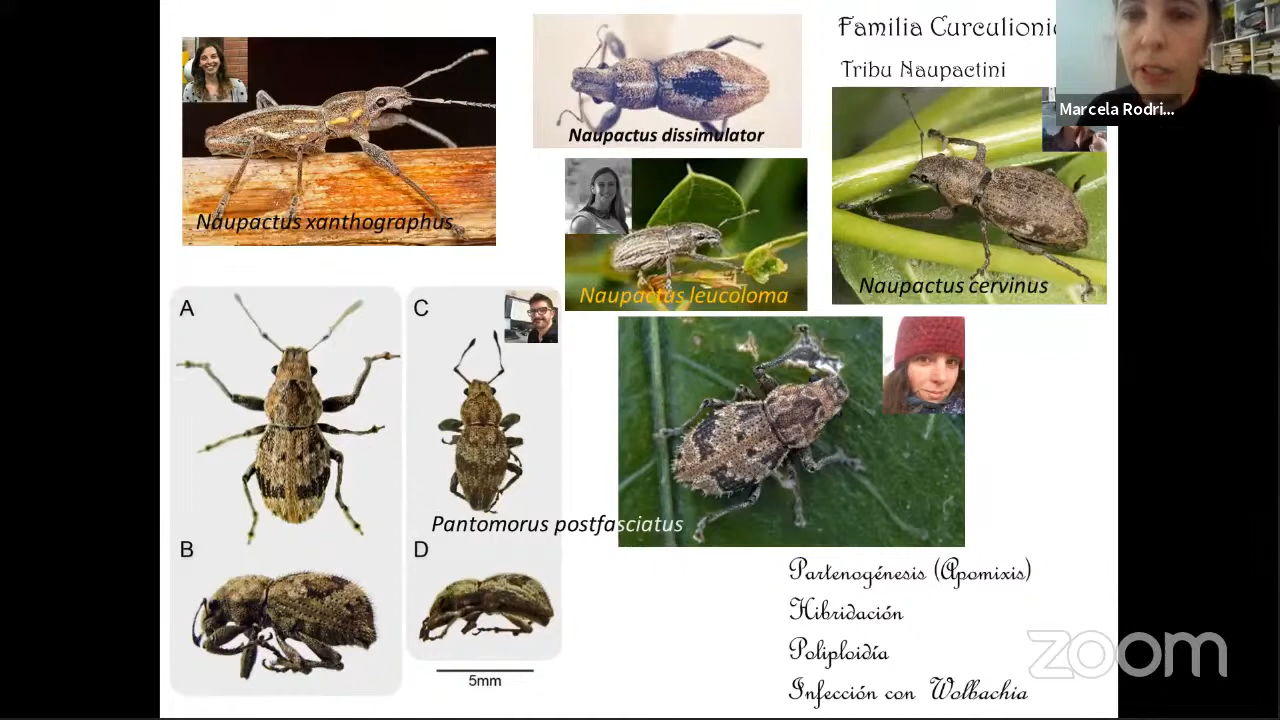 Familia Curculionic
Tribu Naupactini
Marcela Rodri...
Naupactus dissimulator
Naupactus xanthographus
Naupactus leucoloma
Naupactus cervinus
A
C
Pantomorus postfasciatus
B
D
5mm
Partenogénesis (Apomixis)
Hibridación
Poliploidía
Infección con Wolbachia
zoom